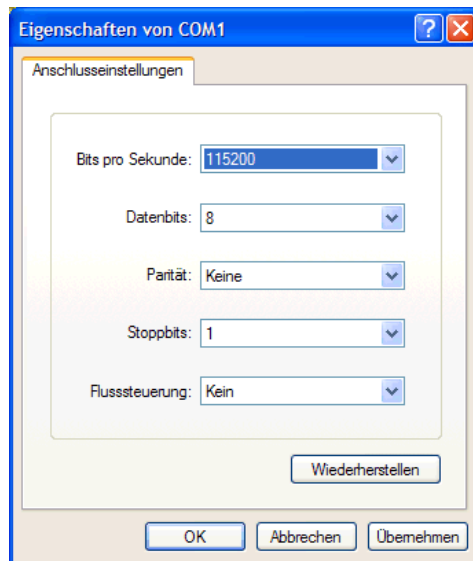 Eigenschaften von COM1
Anschlusseinstellungen
Bits pro Sekunde: 115200
Datenbits: 8
Parität: Keine
Stoppbits: 1
Flusssteuerung: Kein
Wiederherstellen
OK Abbrechen Übernehmen